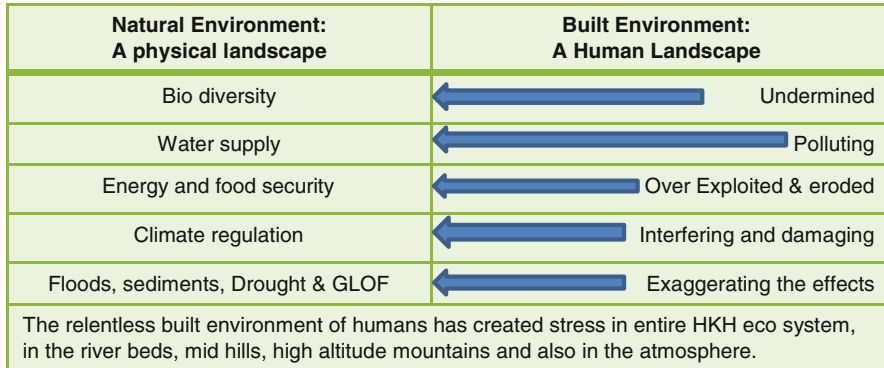 Natural Environment:
A physical landscape
Built Environment:
A Human Landscape
Bio diversity
Undermined
Water supply
Polluting
Energy and food security
Over Exploited & eroded
Climate regulation
Interfering and damaging
Floods, sediments, Drought & GLOF
Exaggerating the effects
The relentless built environment of humans has created stress in entire HKH eco system,
in the river beds, mid hills, high altitude mountains and also in the atmosphere.